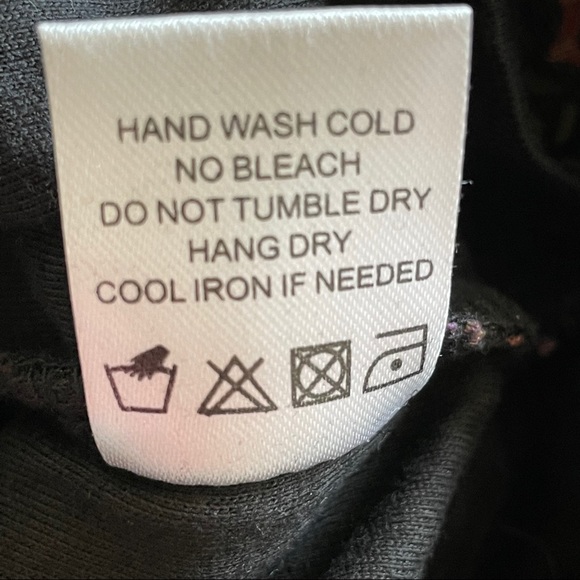 HAND WASH COLD
NO BLEACH
DO NOT TUMBLE DRY
HANG DRY
COOL IRON IF NEEDED